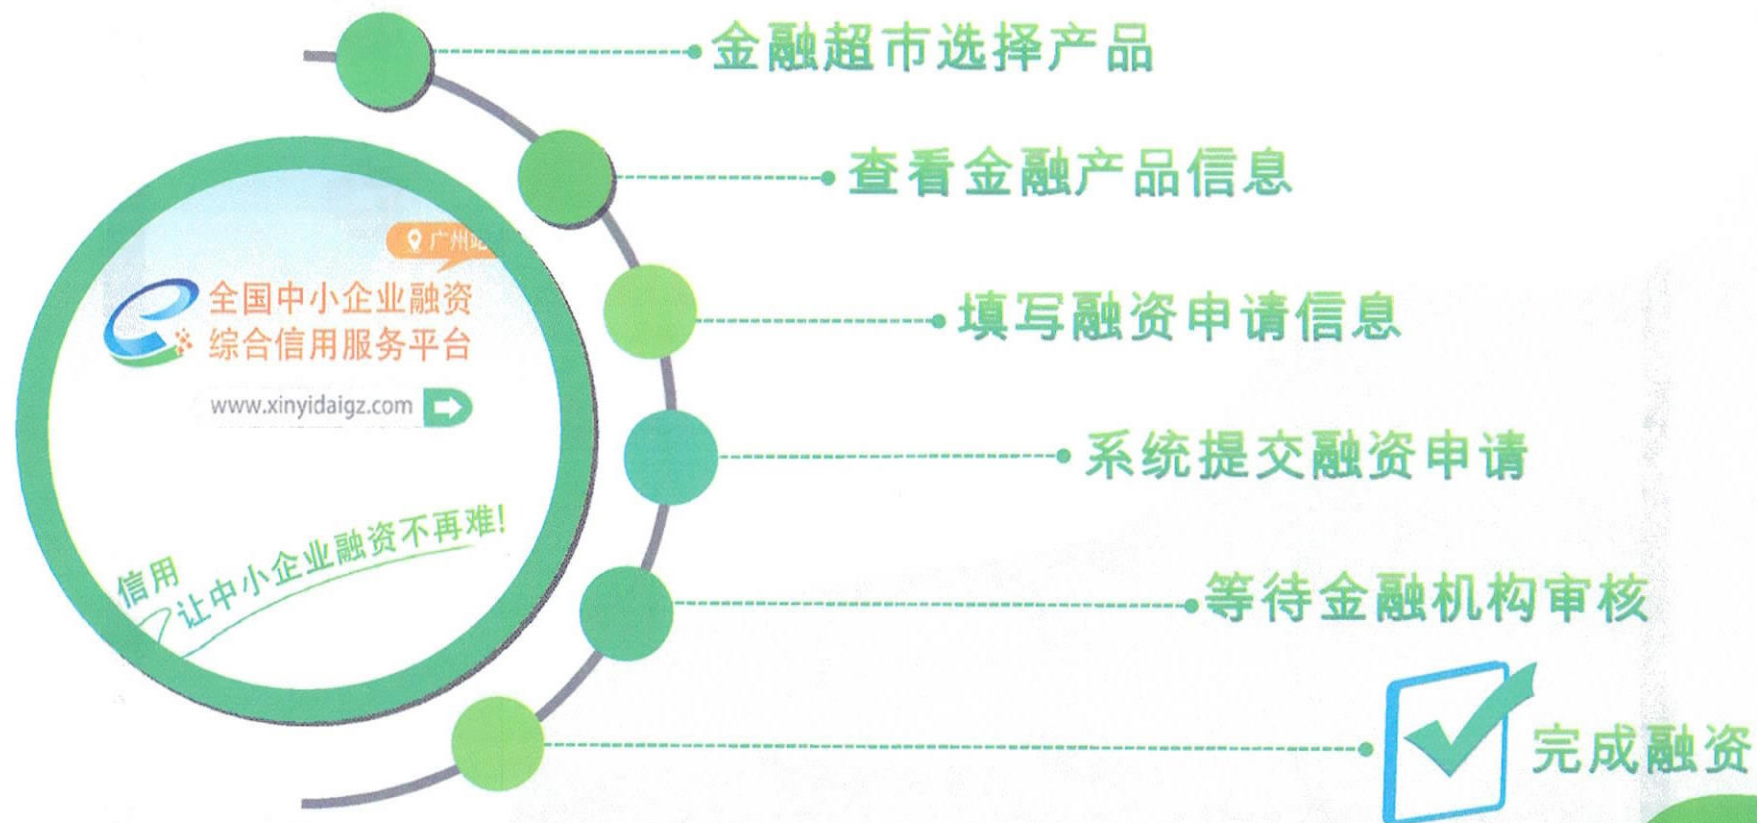 金融超市选择产品
查看金融产品信息
填写融资申请信息
系统提交融资申请
等待金融机构审核
完成融资
广州站
全国中小企业融资
综合信用服务平台
www.xinyidaigz.com
信用
让中小企业融资不再难!